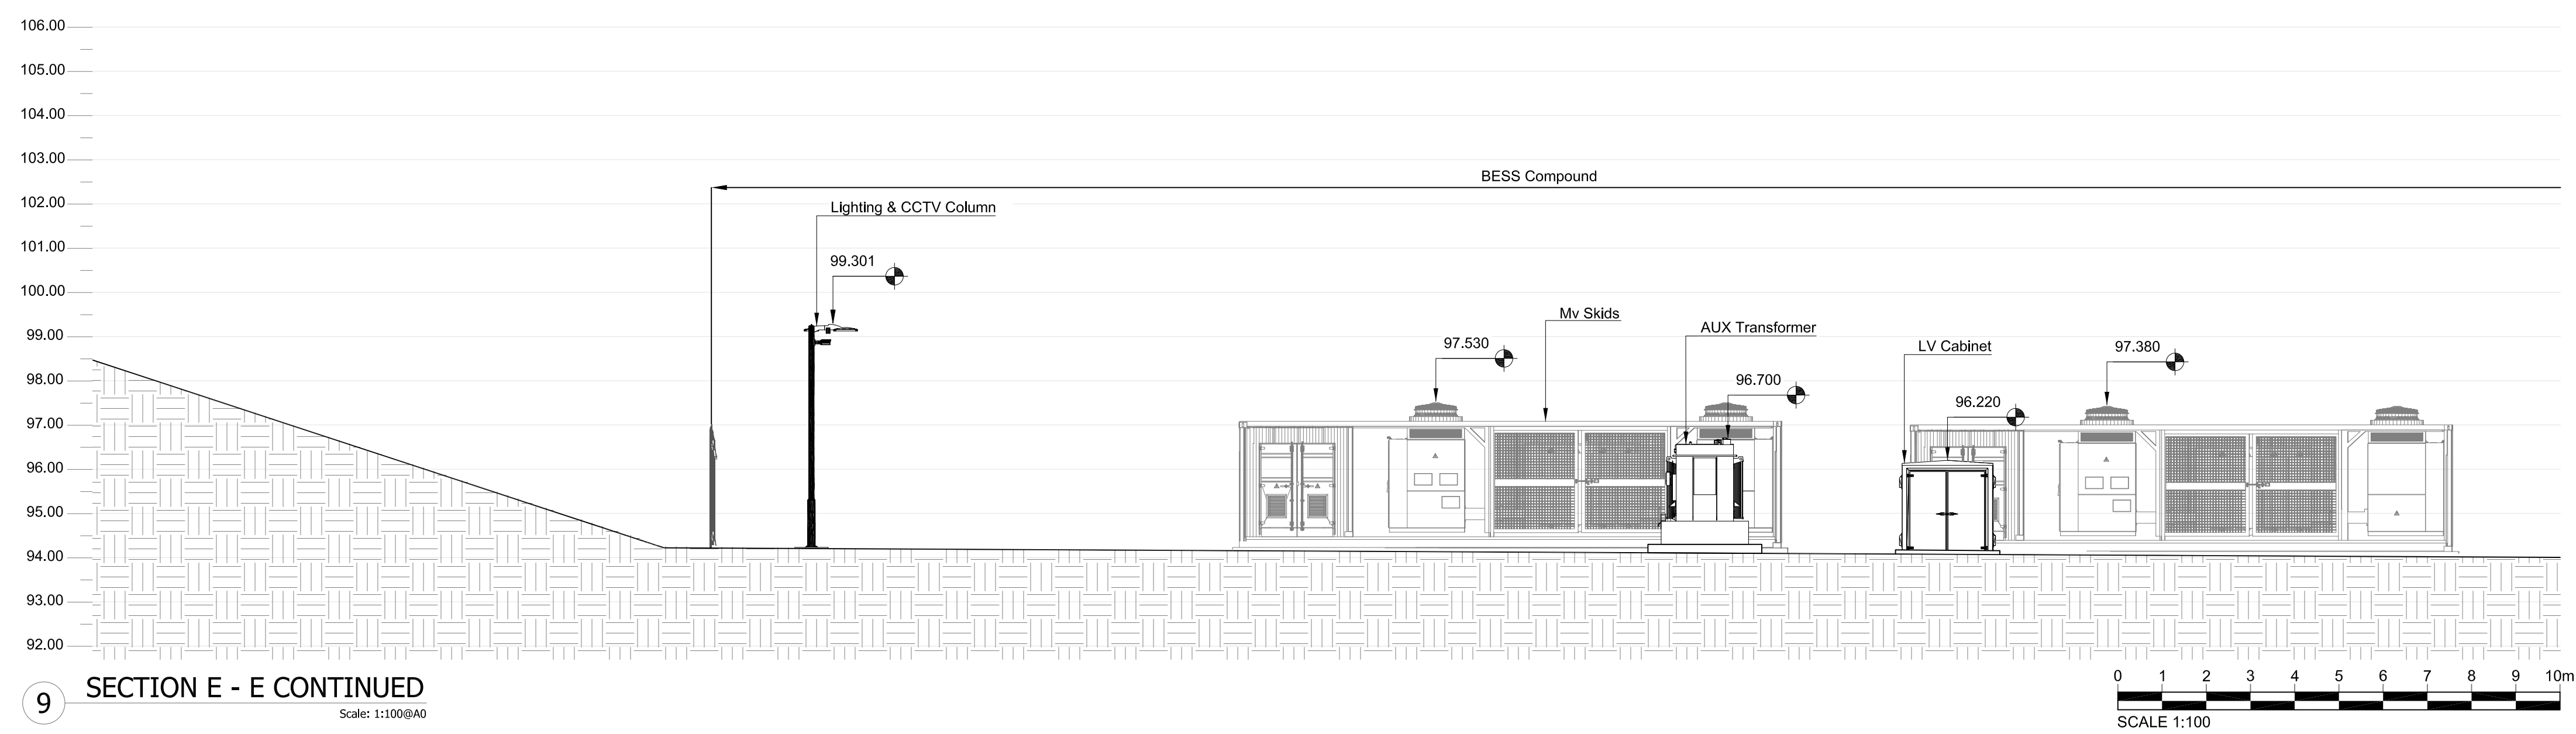 106.00
105.00
104.00
103.00
BESS Compound
102.00
Lighting & CCTV Column
101.00
99.301
100.00
Mv Skids
99.00
AUX Transformer
97.530
LV Cabinet
97.380
98.00
96.700
96.220
97.00
96.00
95.00
94.00
93.00
92.00
9 SECTION E - E CONTINUED
Scale: 1:100@A0
0 1 2 3 4 5 6 7 8 9 10m
SCALE 1:100